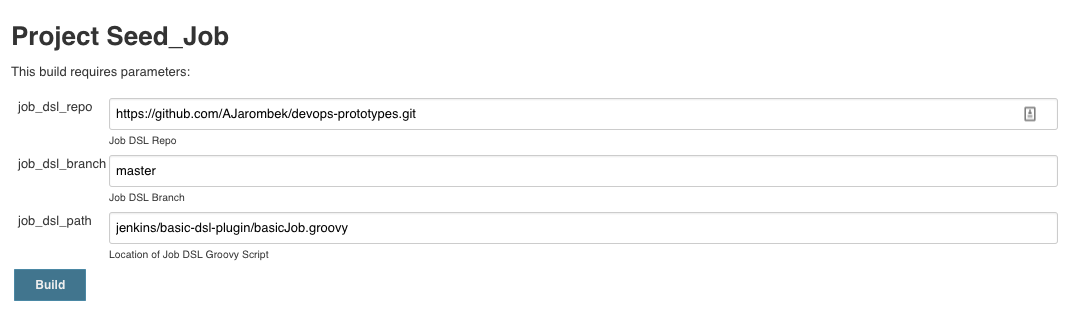 Project Seed_Job
This build requires parameters:
job_dsl_repo
https://github.com/AJarombek/devops-prototypes.git
Job DSL Repo
job_dsl_branch
master
Job DSL Branch
job_dsl_path
jenkins/basic-dsl-plugin/basicJob.groovy
Location of Job DSL Groovy Script
Build